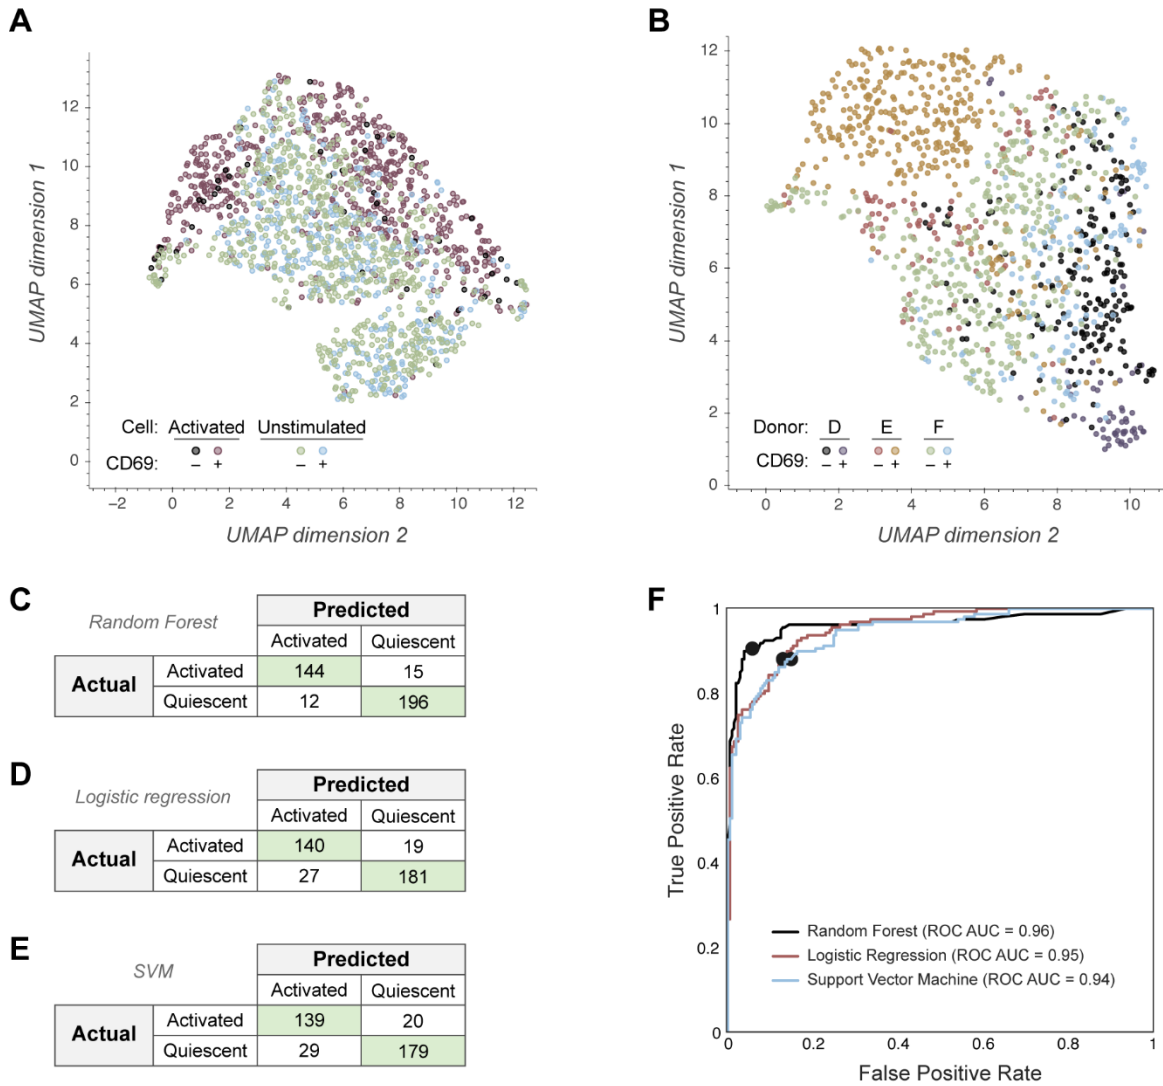 A
UMAP dimension 1
12
10
8
6
4
2
0
−2 0 2 4 6 8 10 12
UMAP dimension 2
Cell: Activated Unstimulated
CD69: – + – +
B
UMAP dimension 1
12
10
8
6
4
2
0
0 2 4 6 8 10
UMAP dimension 2
Donor: D E F
CD69: – + – + – +
C
Random Forest
Predicted
Activated Quiescent
Actual
Activated 144 15
Quiescent 12 196
D
Logistic regression
Predicted
Activated Quiescent
Actual
Activated 140 19
Quiescent 27 181
E
SVM
Predicted
Activated Quiescent
Actual
Activated 139 20
Quiescent 29 179
F
True Positive Rate
1
0.8
0.6
0.4
0.2
0
Random Forest (ROC AUC = 0.96)
Logistic Regression (ROC AUC = 0.95)
Support Vector Machine (ROC AUC = 0.94)
0 0.2 0.4 0.6 0.8 1
False Positive Rate